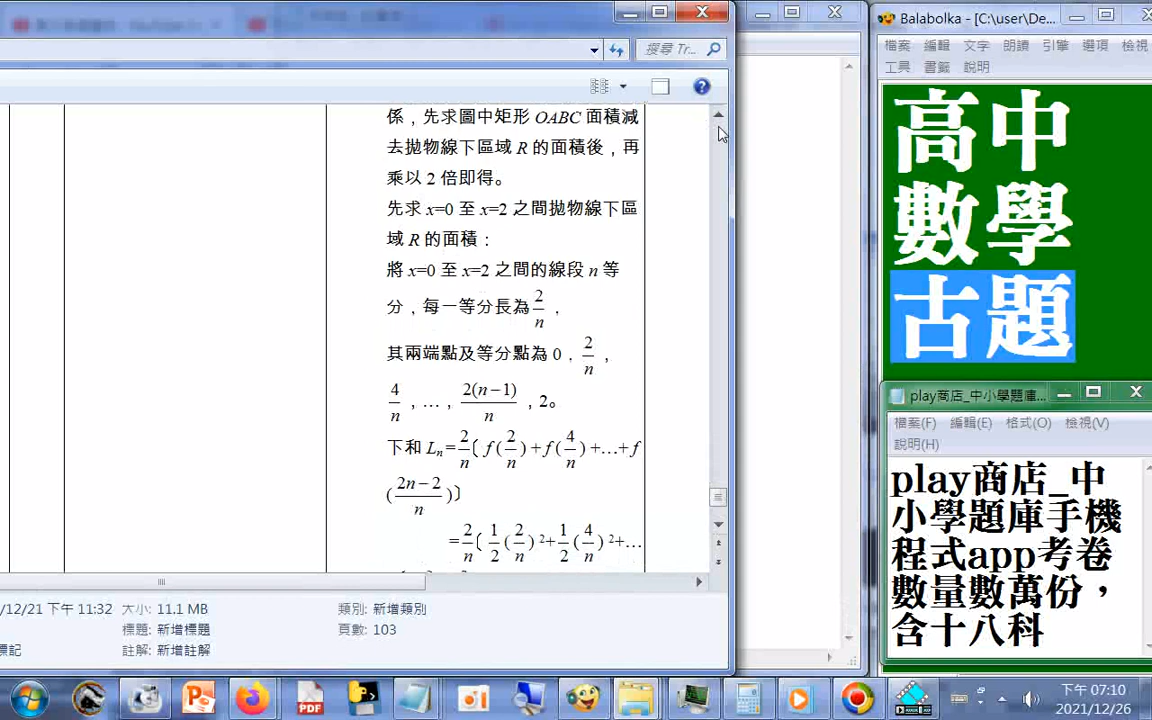 搜尋 Tr...
係，先求圖中矩形 OABC 面積減
去拋物線下區域 R 的面積後，再
乘以 2 倍即得。
先求 x=0 至 x=2 之間拋物線下區
域 R 的面積：
將 x=0 至 x=2 之間的線段 n 等
分，每一等分長為 2/n，
其兩端點及等分點為 0，2/n，
4/n，…，2(n−1)/n，2。
下和 Ln=2/n〔f(2/n)+f(4/n)+…+f
(2n−2/n)〕
=2/n〔1/2(2/n)2+1/2(4/n)2+…
/12/21 下午 11:32 大小: 11.1 MB 類別: 新增類別
標題: 新增標題 頁數: 103
標記 註解: 新增註解
Balabolka - [C:\user\De...
檔案 編輯 文字 朗讀 引擎 選項 檢視
工具 書籤 說明
高中
數學
古題
play商店_中小學題庫...
檔案(F) 編輯(E) 格式(O) 檢視(V)
說明(H)
play商店_中
小學題庫手機
程式app考卷
數量數萬份，
含十八科
PDF
下午 07:10
2021/12/26